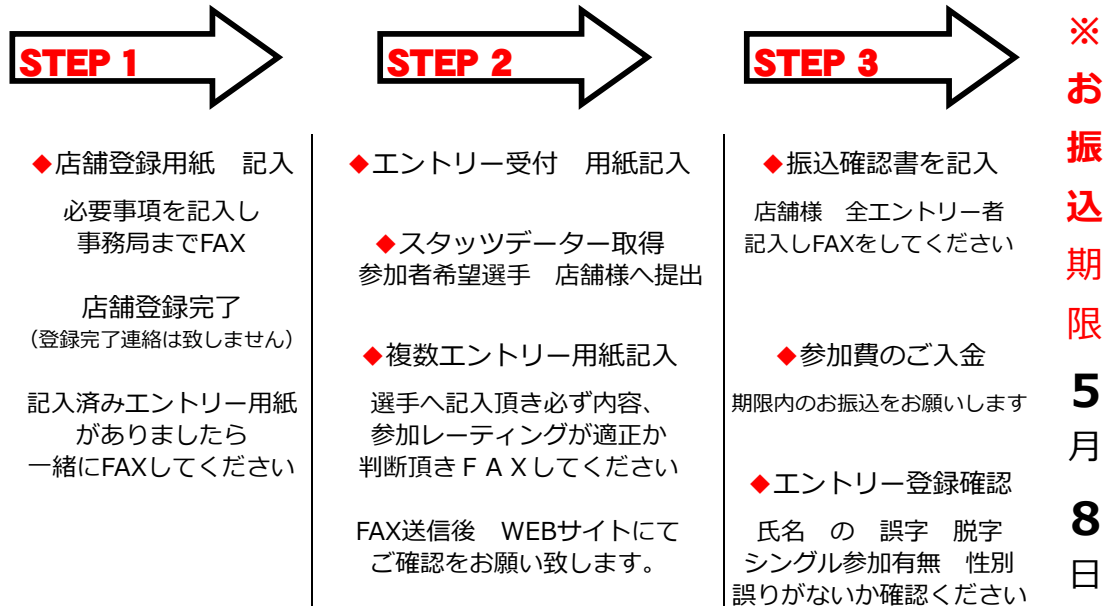 STEP 1
◆店舗登録用紙　記入
必要事項を記入し
事務局までFAX
店舗登録完了
（登録完了連絡は致しません）
記入済みエントリー用紙
がありましたら
一緒にFAXしてください
STEP 2
◆エントリー受付　用紙記入
◆スタッツデーター取得
参加者希望選手　店舗様へ提出
◆複数エントリー用紙記入
選手へ記入頂き必ず内容、
参加レーティングが適正か
判断頂きＦＡＸしてください
FAX送信後　WEBサイトにて
ご確認をお願い致します。
STEP 3
◆振込確認書を記入
店舗様　全エントリー者
記入しFAXをしてください
◆参加費のご入金
期限内のお振込をお願いします
◆エントリー登録確認
氏名　の　誤字　脱字
シングル参加有無　性別
誤りがないか確認ください
※お振込期限5月8日